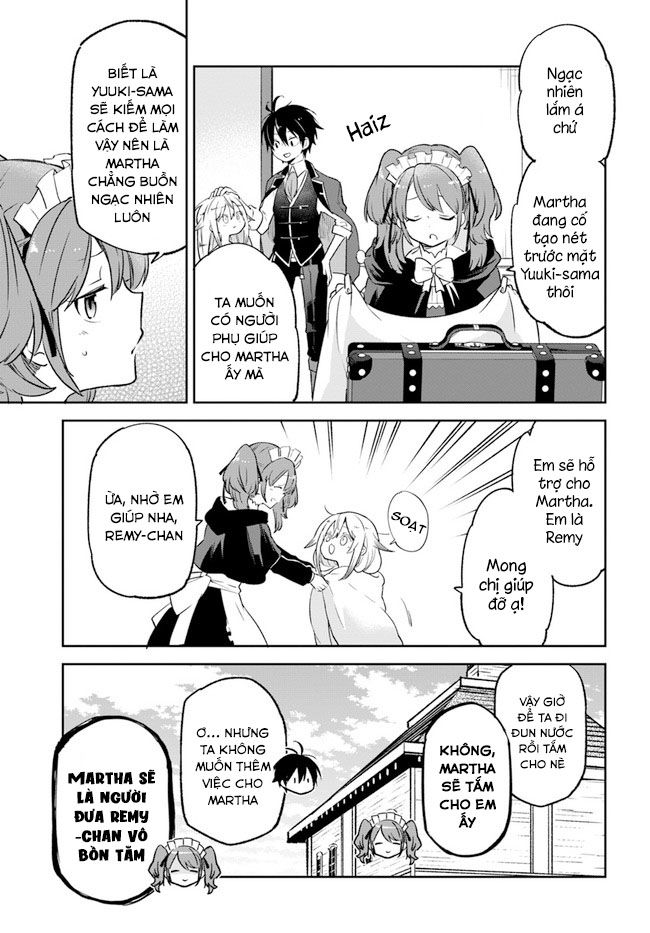 Ngạc
nhiên
lắm á
chứ
Martha
đang cố
tạo nét
trước mặt
Yuuki-sama
thôi
Haiz
TA MUỐN
CÓ NGƯỜI
PHỤ GIÚP
CHO MARTHA
ẤY MÀ
BIẾT LÀ
YUUKI-SAMA
SẼ KIẾM MỌI
CÁCH ĐỂ LÀM
VẬY NÊN LÀ
MARTHA
CHẲNG BUỒN
NGẠC NHIÊN
LUÔN
Em sẽ hỗ
trợ cho
Martha.
Em là
Remy
Mong
chị giúp
đỡ ạ!
SOẠT
ỪA, NHỜ EM
GIÚP NHA,
REMY-CHAN
VẬY GIỜ
ĐỂ TA ĐI
ĐUN NƯỚC
RỒI TẮM
CHO NÈ
KHÔNG,
MARTHA
SẼ TẮM
CHO EM
ẤY
Ơ... NHƯNG
TA KHÔNG
MUỐN THÊM
VIỆC CHO
MARTHA
MARTHA SẼ
LÀ NGƯỜI
ĐƯA REMY
-CHAN VÔ
BỒN TẮM